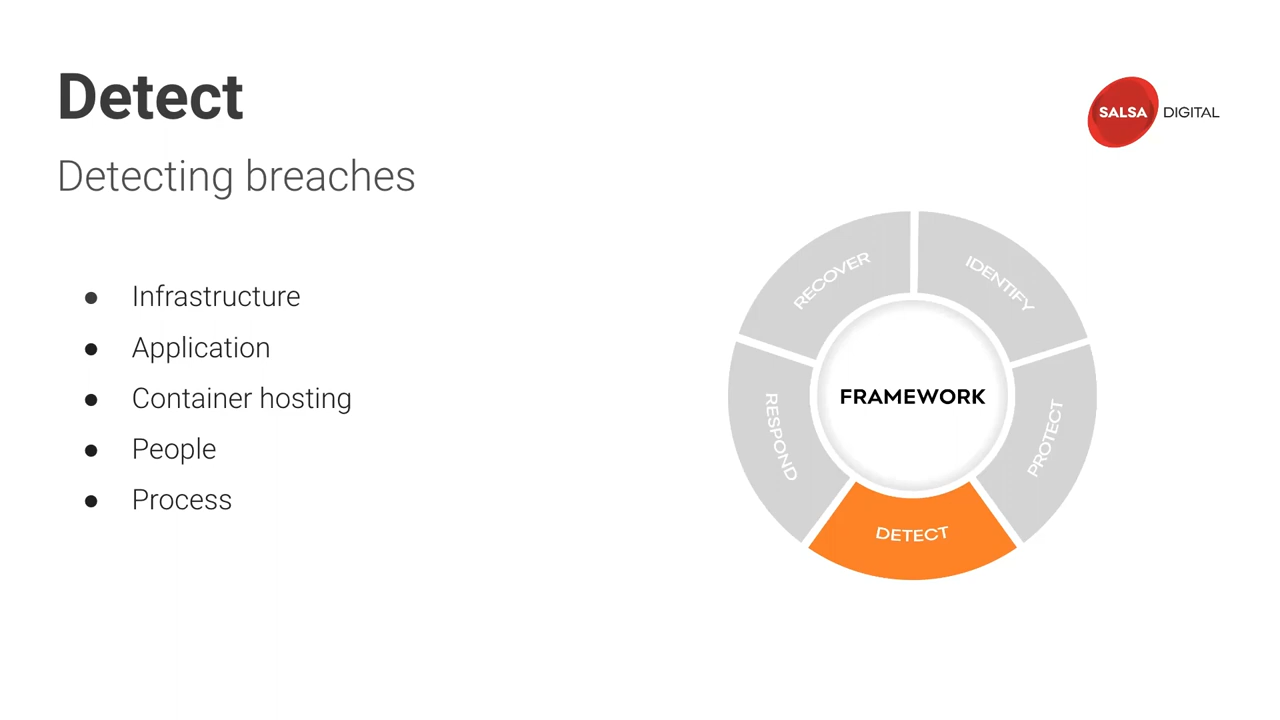 Detect
SALSA DIGITAL
Detecting breaches
● Infrastructure
● Application
● Container hosting
● People
● Process
RECOVER
IDENTIFY
FRAMEWORK
RESPOND
PROTECT
DETECT